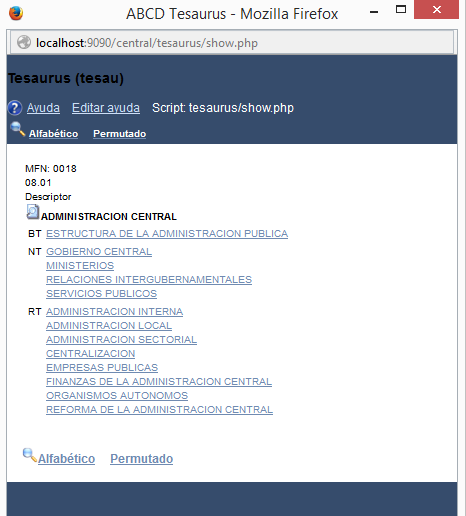 ABCD Tesaurus - Mozilla Firefox
localhost:9090/central/tesaurus/show.php
Tesaurus (tesau)
? Ayuda Editar ayuda Script: tesaurus/show.php
Alfabético Permutado
MFN: 0018
08.01
Descriptor
ADMINISTRACION CENTRAL
BT ESTRUCTURA DE LA ADMINISTRACION PUBLICA
NT GOBIERNO CENTRAL
MINISTERIOS
RELACIONES INTERGUBERNAMENTALES
SERVICIOS PUBLICOS
RT ADMINISTRACION INTERNA
ADMINISTRACION LOCAL
ADMINISTRACION SECTORIAL
CENTRALIZACION
EMPRESAS PUBLICAS
FINANZAS DE LA ADMINISTRACION CENTRAL
ORGANISMOS AUTONOMOS
REFORMA DE LA ADMINISTRACION CENTRAL
Alfabético Permutado